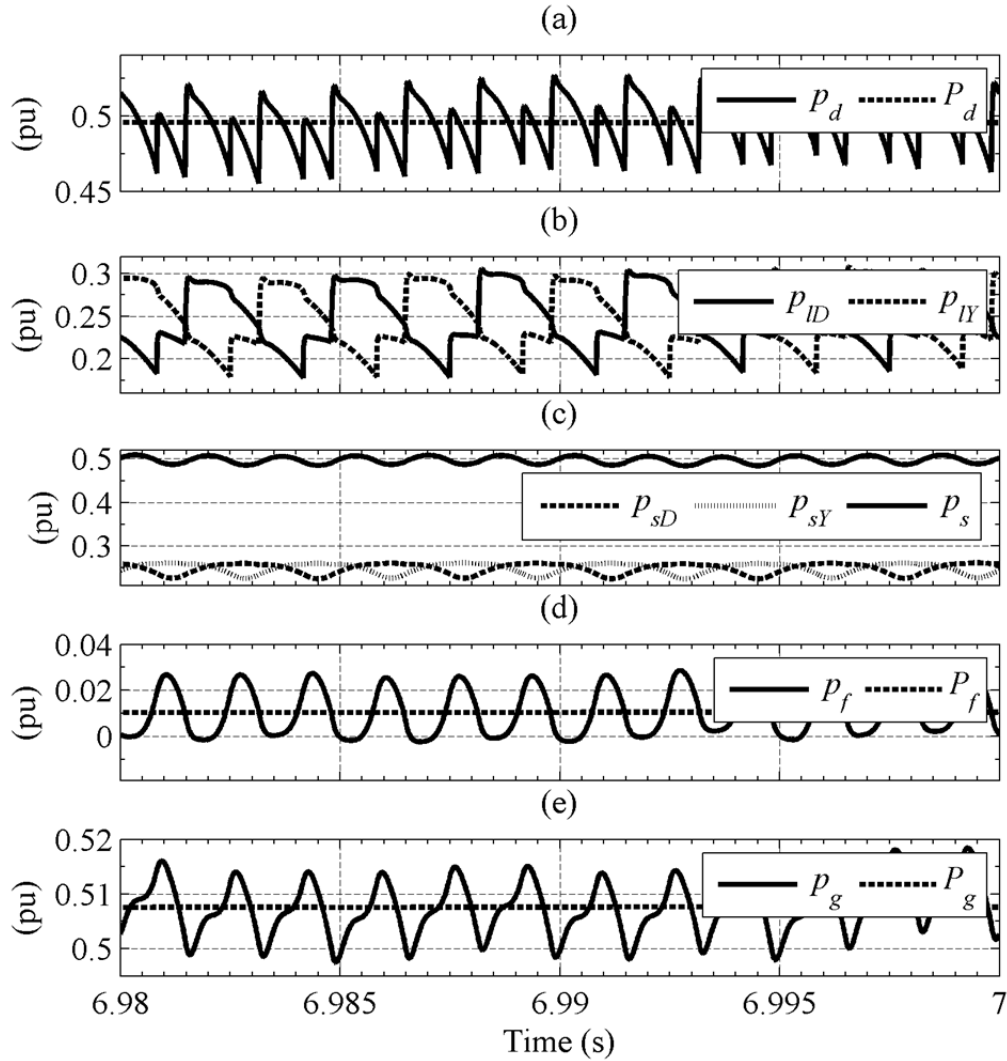 (a)
0.5
0.45
(pu)
p_d P_d
(b)
0.3
0.25
0.2
(pu)
p_lD p_lY
(c)
0.5
0.4
0.3
(pu)
p_sD p_sY p_s
(d)
0.04
0.02
0
(pu)
p_f P_f
(e)
0.52
0.51
0.5
(pu)
p_g P_g
6.98 6.985 6.99 6.995 7
Time (s)